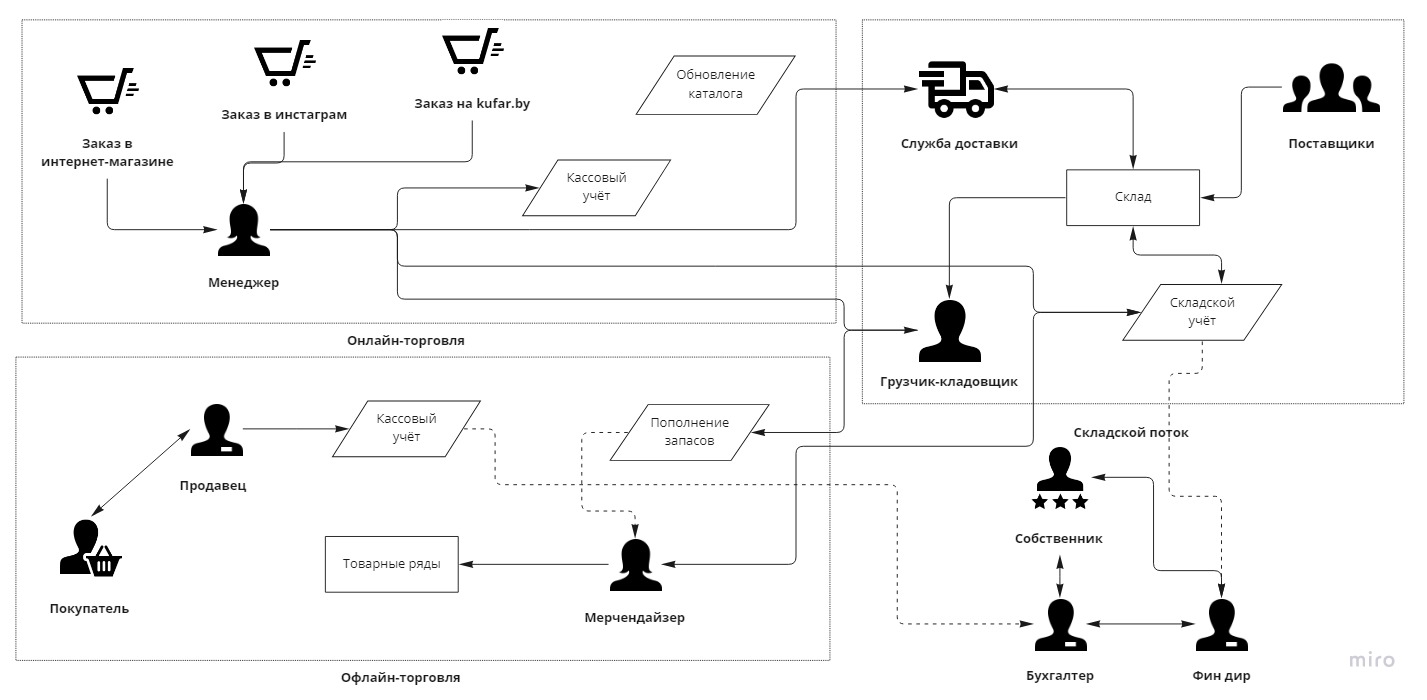 Заказ в
интернет-магазине
Заказ в инстаграм
Заказ на kufar.by
Обновление
каталога
Кассовый
учёт
Менеджер
Онлайн-торговля
Служба доставки
Поставщики
Склад
Складской
учёт
Грузчик-кладовщик
Складской поток
Кассовый
учёт
Пополнение
запасов
Продавец
Покупатель
Товарные ряды
Мерчендайзер
Офлайн-торговля
Собственник
Бухгалтер
Фин дир
miro